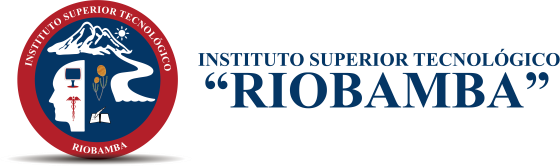 INSTITUTO SUPERIOR TECNOLÓGICO
RIOBAMBA
INSTITUTO SUPERIOR TECNOLÓGICO
“RIOBAMBA”